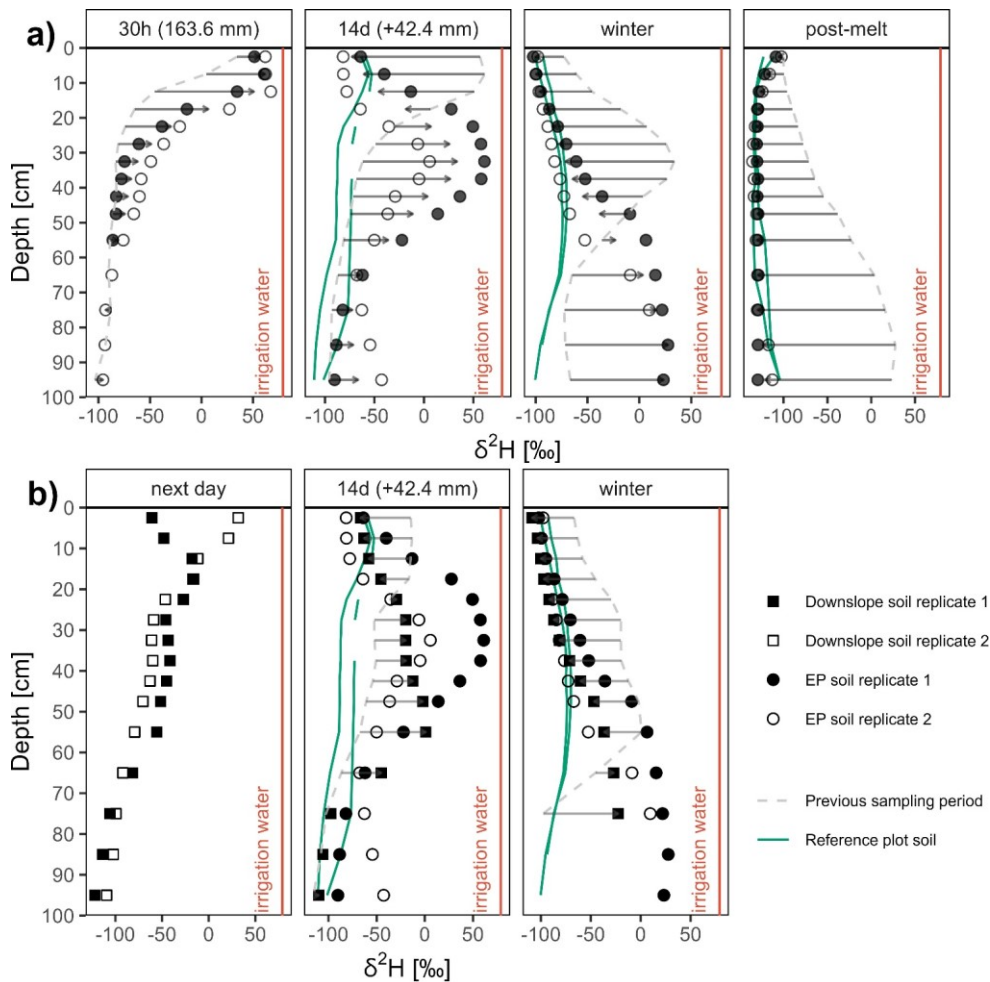 a)
30h (163.6 mm)
14d (+42.4 mm)
winter
post-melt
Depth [cm]
0
10
20
30
40
50
60
70
80
90
100
irrigation water
irrigation water
irrigation water
irrigation water
-100 -50 0 50
-100 -50 0 50
-100 -50 0 50
-100 -50 0 50
δ²H [‰]
b)
next day
14d (+42.4 mm)
winter
Depth [cm]
0
10
20
30
40
50
60
70
80
90
100
irrigation water
irrigation water
irrigation water
-100 -50 0 50
-100 -50 0 50
-100 -50 0 50
δ²H [‰]
Downslope soil replicate 1
Downslope soil replicate 2
EP soil replicate 1
EP soil replicate 2
Previous sampling period
Reference plot soil